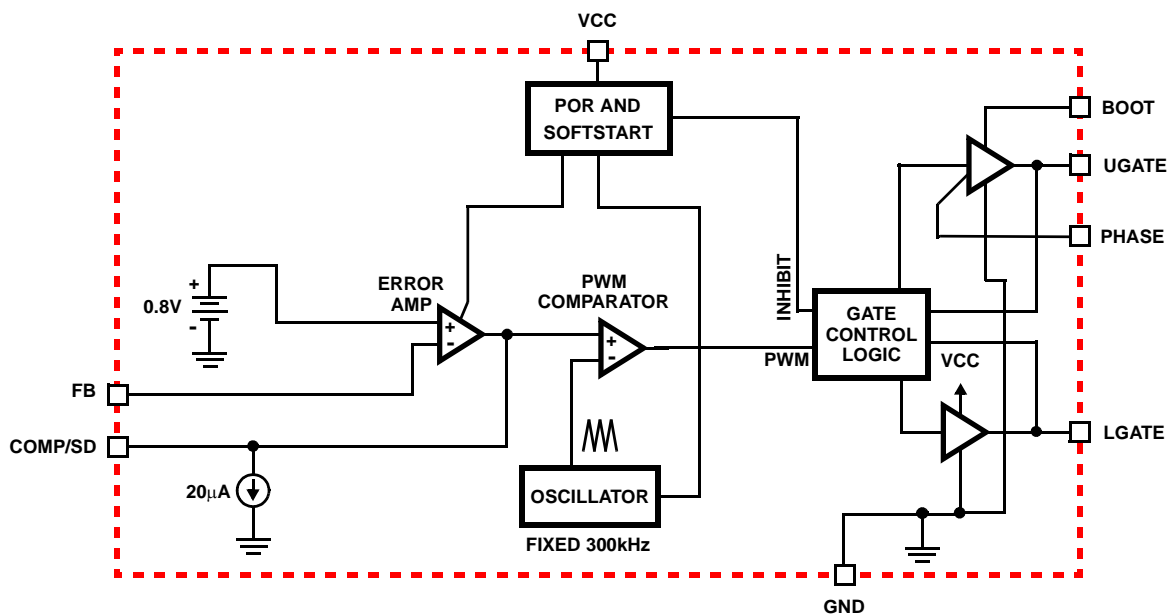 VCC
POR AND
SOFTSTART
BOOT
UGATE
PHASE
INHIBIT
ERROR
AMP
PWM
COMPARATOR
+
0.8V
-
+
-
+
-
GATE
CONTROL
LOGIC
PWM
VCC
FB
COMP/SD
LGATE
20μA
OSCILLATOR
FIXED 300kHz
GND